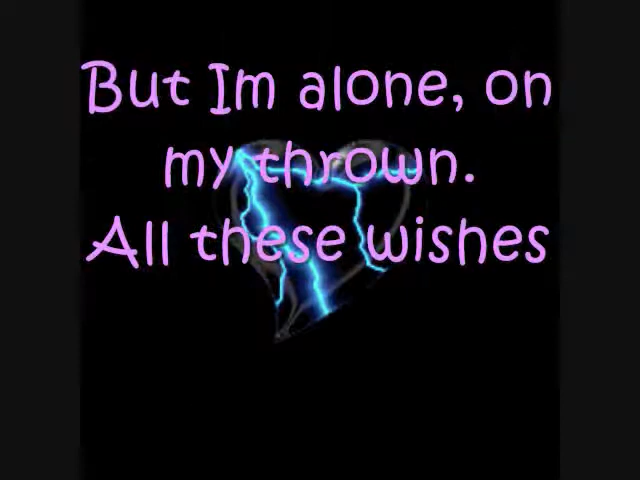 But Im alone, on
my thrown.
All these wishes